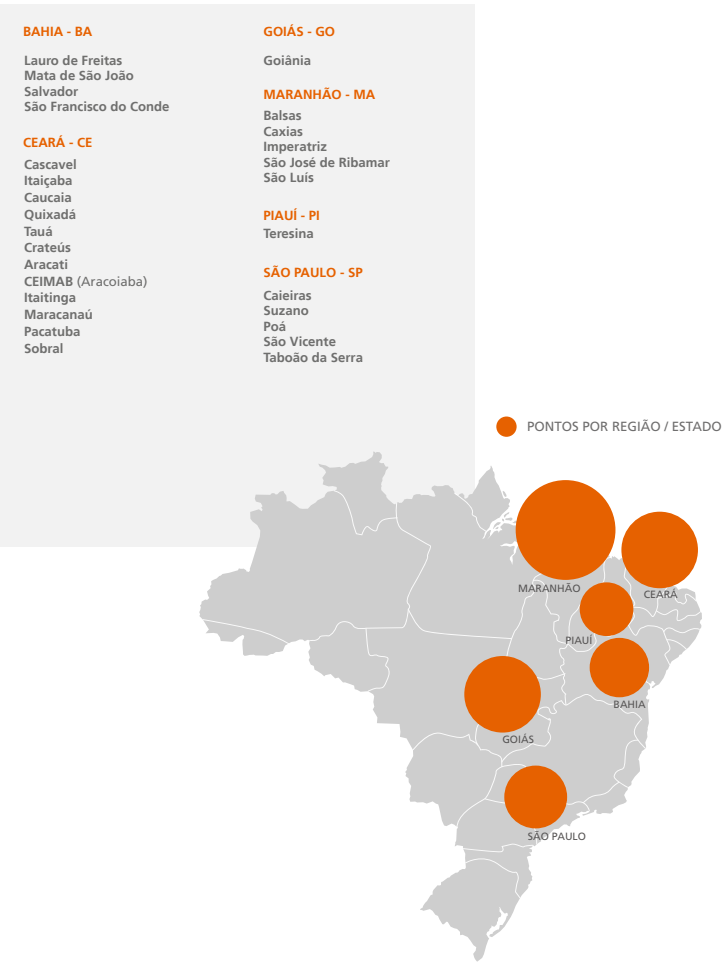 BAHIA - BA
Lauro de Freitas
Mata de São João
Salvador
São Francisco do Conde
CEARÁ - CE
Cascavel
Itaiçaba
Caucaia
Quixadá
Tauá
Crateús
Aracati
CEIMAB (Aracoiaba)
Itaitinga
Maracanaú
Pacatuba
Sobral
GOIÁS - GO
Goiânia
MARANHÃO - MA
Balsas
Caxias
Imperatriz
São José de Ribamar
São Luís
PIAUÍ - PI
Teresina
SÃO PAULO - SP
Caieiras
Suzano
Poá
São Vicente
Taboão da Serra
PONTOS POR REGIÃO / ESTADO
MARANHÃO
CEARÁ
PIAUÍ
BAHIA
GOIÁS
SÃO PAULO